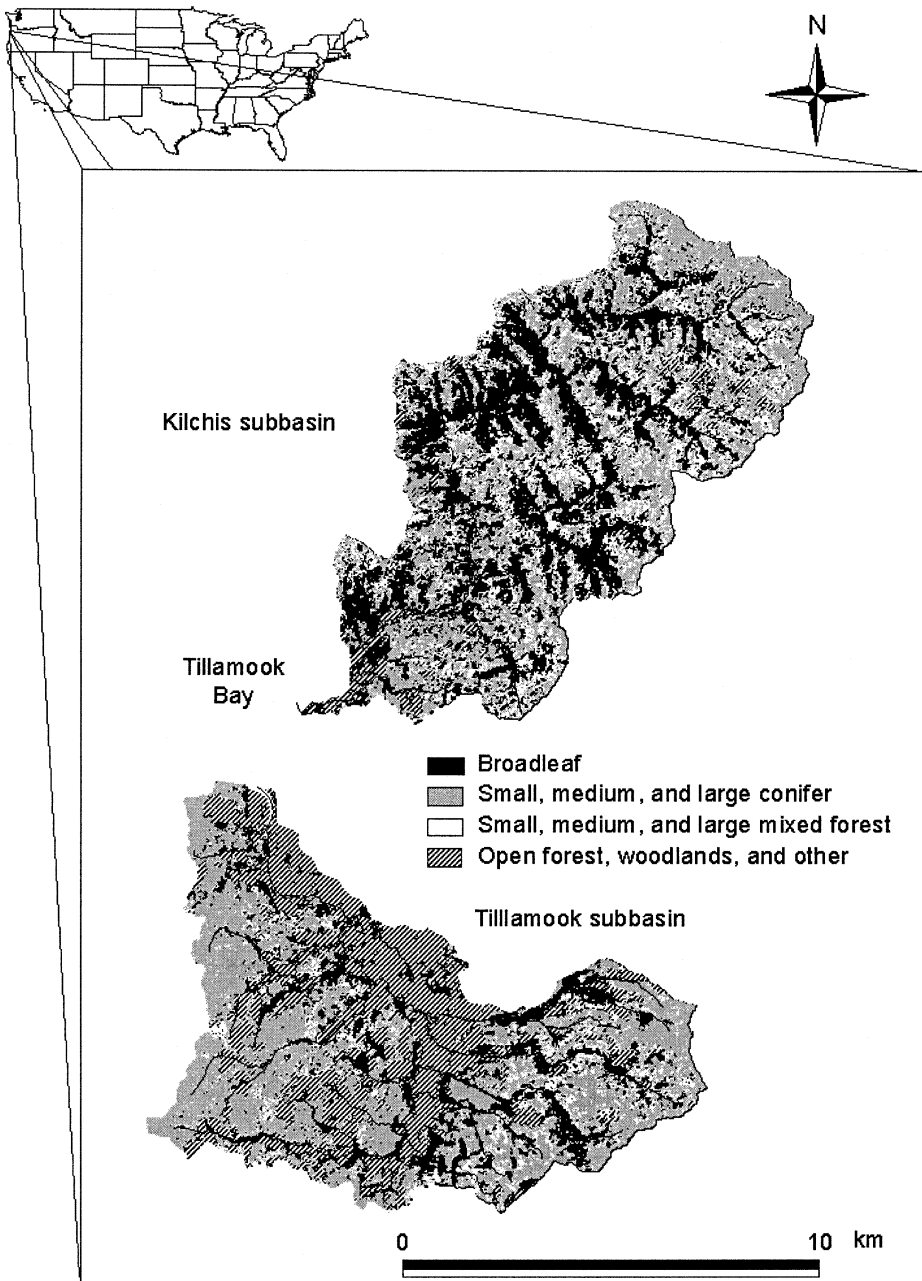 N
Kilchis subbasin
Tillamook
Bay
Broadleaf
Small, medium, and large conifer
Small, medium, and large mixed forest
Open forest, woodlands, and other
Tilllamook subbasin
0 10 km